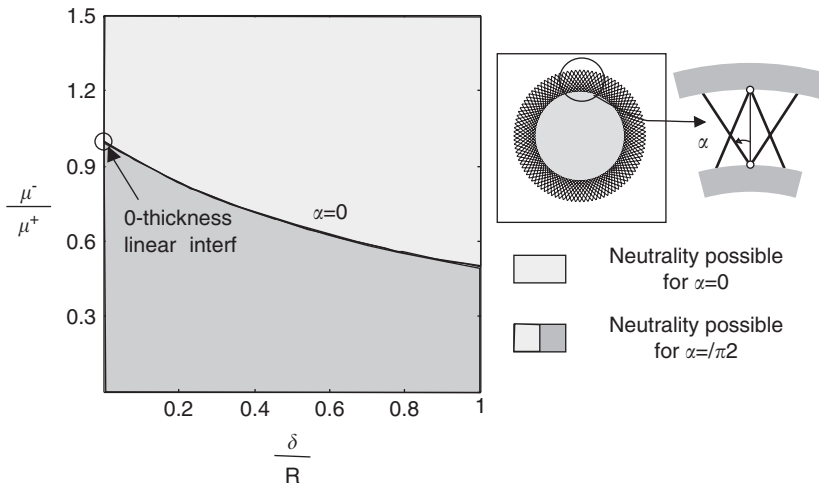 1.5
1.2
0.9
0.6
0.3
μ-
μ+
0-thickness
linear interf
α=0
0.2
0.4
0.6
0.8
1
δ
R
α
Neutrality possible
for α=0
Neutrality possible
for α=/π2